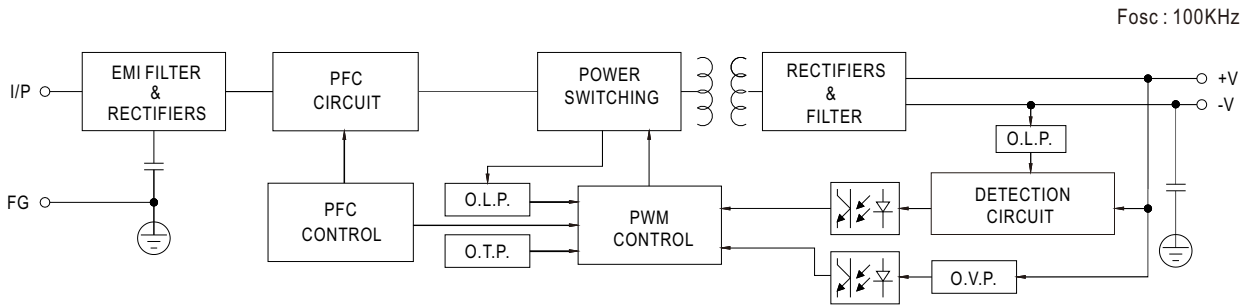 Fosc : 100KHz
I/P
EMI FILTER
&
RECTIFIERS
PFC
CIRCUIT
POWER
SWITCHING
RECTIFIERS
&
FILTER
+V
-V
O.L.P.
FG
PFC
CONTROL
O.L.P.
O.T.P.
PWM
CONTROL
DETECTION
CIRCUIT
O.V.P.